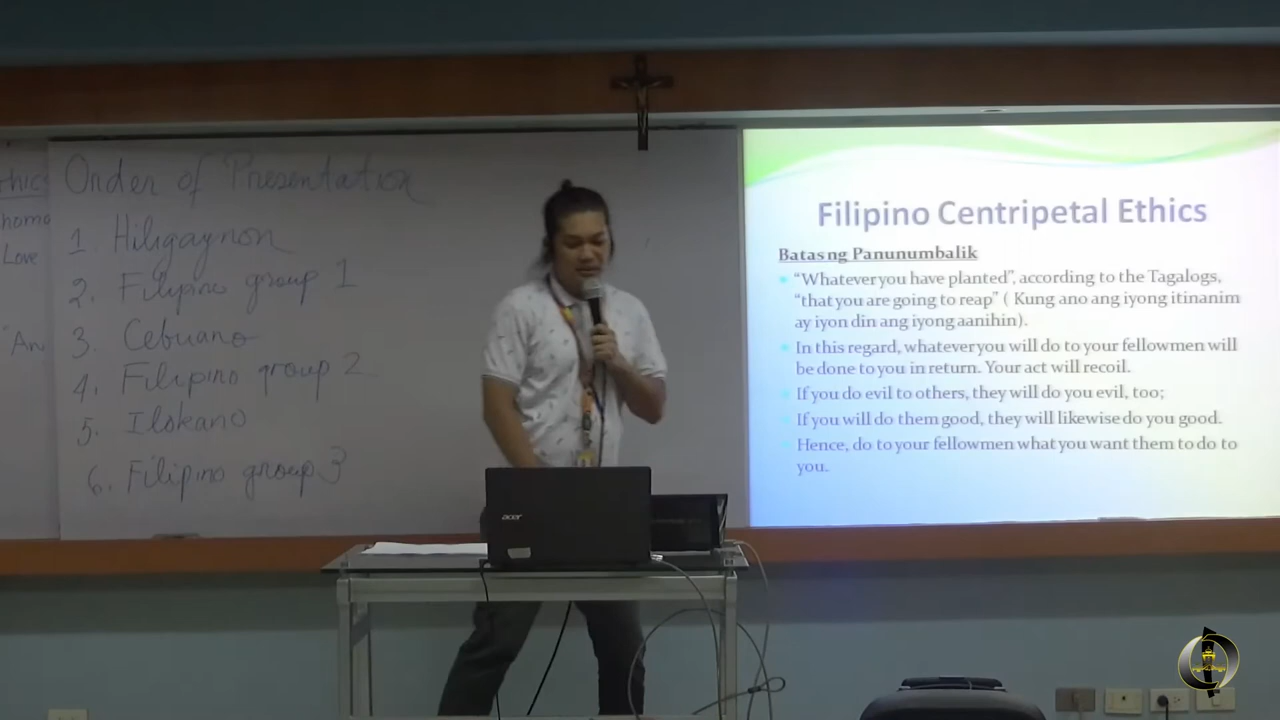 thics
homa
Love
An
Order of Presentation
1. Hiligaynon
2. Filipino group 1
3. Cebuano
4. Filipino group 2
5. Ilokano
6. Filipino group 3
Filipino Centripetal Ethics
Batas ng Panunumbalik
“Whatever you have planted”, according to the Tagalogs,
“that you are going to reap” ( Kung ano ang iyong itinanim
ay iyon din ang iyong aanihin).
In this regard, whatever you will do to your fellowmen will
be done to you in return. Your act will recoil.
If you do evil to others, they will do you evil, too;
If you will do them good, they will likewise do you good.
Hence, do to your fellowmen what you want them to do to
you.
acer